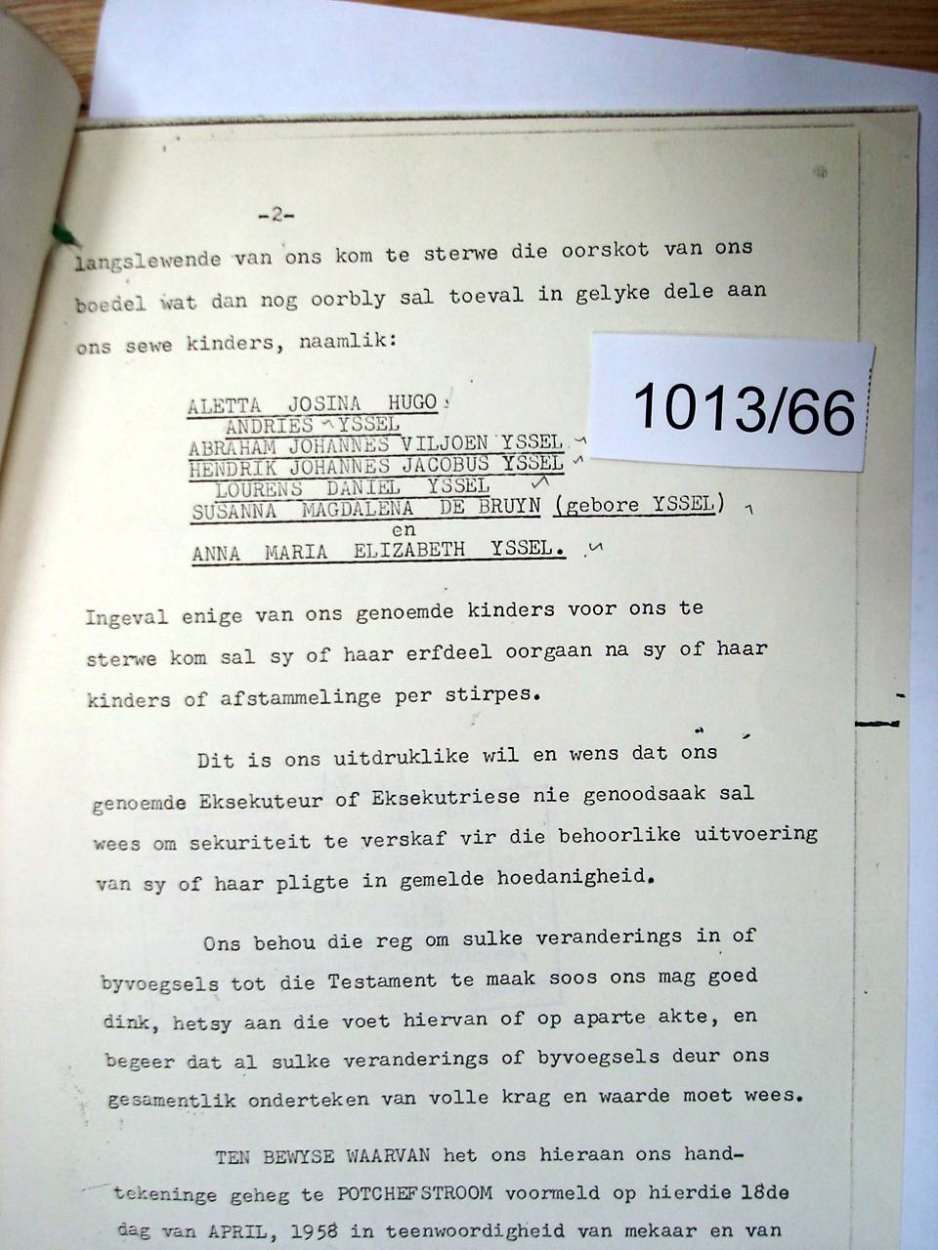 -2-
langslewende van ons kom te sterwe die oorskot van ons
boedel wat dan nog oorbly sal toeval in gelyke dele aan
ons sewe kinders, naamlik:
1013/66
ALETTA JOSINA HUGO
ANDRIES YSSEL
ABRAHAM JOHANNES VILJOEN YSSEL
HENDRIK JOHANNES JACOBUS YSSEL
LOURENS DANIEL YSSEL
SUSANNA MAGDALENA DE BRUYN (gebore YSSEL)
en
ANNA MARIA ELIZABETH YSSEL.
Ingeval enige van ons genoemde kinders voor ons te
sterwe kom sal sy of haar erfdeel oorgaan na sy of haar
kinders of afstammelinge per stirpes.
Dit is ons uitdruklike wil en wens dat ons
genoemde Eksekuteur of Eksekutriese nie genoodsaak sal
wees om sekuriteit te verskaf vir die behoorlike uitvoering
van sy of haar pligte in gemelde hoedanigheid.
Ons behou die reg om sulke veranderings in of
byvoegsels tot die Testament te maak soos ons mag goed
dink, hetsy aan die voet hiervan of op aparte akte, en
begeer dat al sulke veranderings of byvoegsels deur ons
gesamentlik onderteken van volle krag en waarde moet wees.
TEN BEWYSE WAARVAN het ons hieraan ons hand-
tekeninge geheg te POTCHEFSTROOM voormeld op hierdie 18de
dag van APRIL, 1958 in teenwoordigheid van mekaar en van